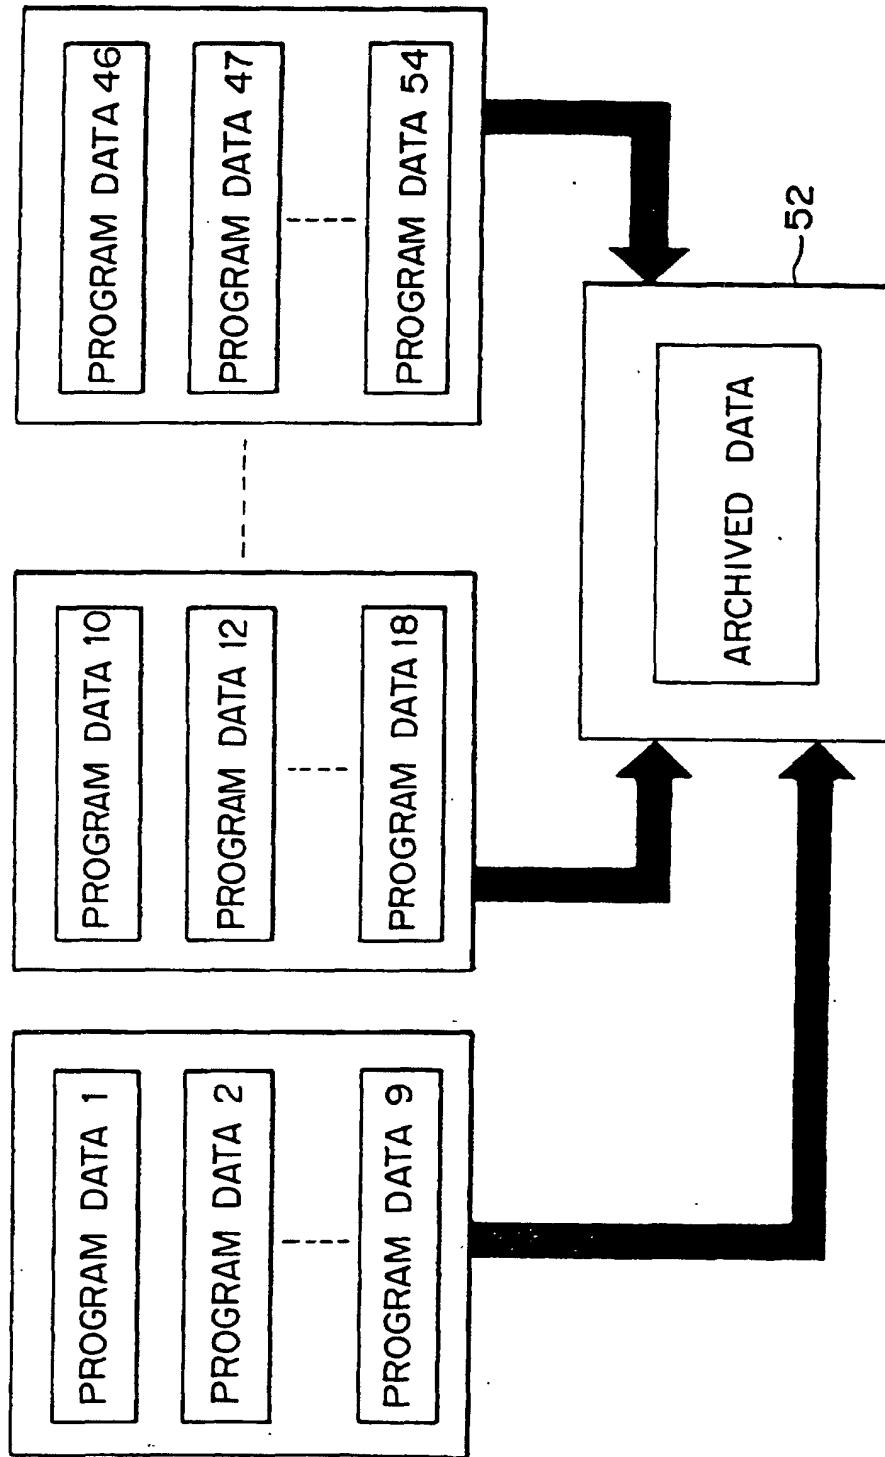 PROGRAM DATA 1
PROGRAM DATA 2
PROGRAM DATA 9
PROGRAM DATA 10
PROGRAM DATA 12
PROGRAM DATA 18
PROGRAM DATA 46
PROGRAM DATA 47
PROGRAM DATA 54
ARCHIVED DATA
52